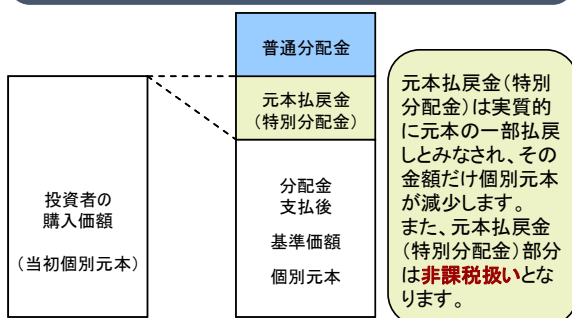 普通分配金
元本払戻金
(特別分配金)
投資者の
購入価額
(当初個別元本)
分配金
支払後
基準価額
個別元本
元本払戻金(特別
分配金)は実質的
に元本の一部払戻
しとみなされ、その
金額だけ個別元本
が減少します。
また、元本払戻金
(特別分配金)部分
は非課税扱いとな
ります。